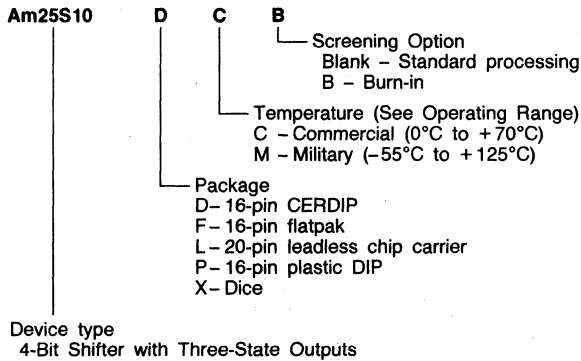 Am25S10 D C B
Screening Option
Blank – Standard processing
B – Burn-in
Temperature (See Operating Range)
C – Commercial (0°C to +70°C)
M – Military (–55°C to +125°C)
Package
D– 16-pin CERDIP
F – 16-pin flatpak
L – 20-pin leadless chip carrier
P – 16-pin plastic DIP
X – Dice
Device type
4-Bit Shifter with Three-State Outputs